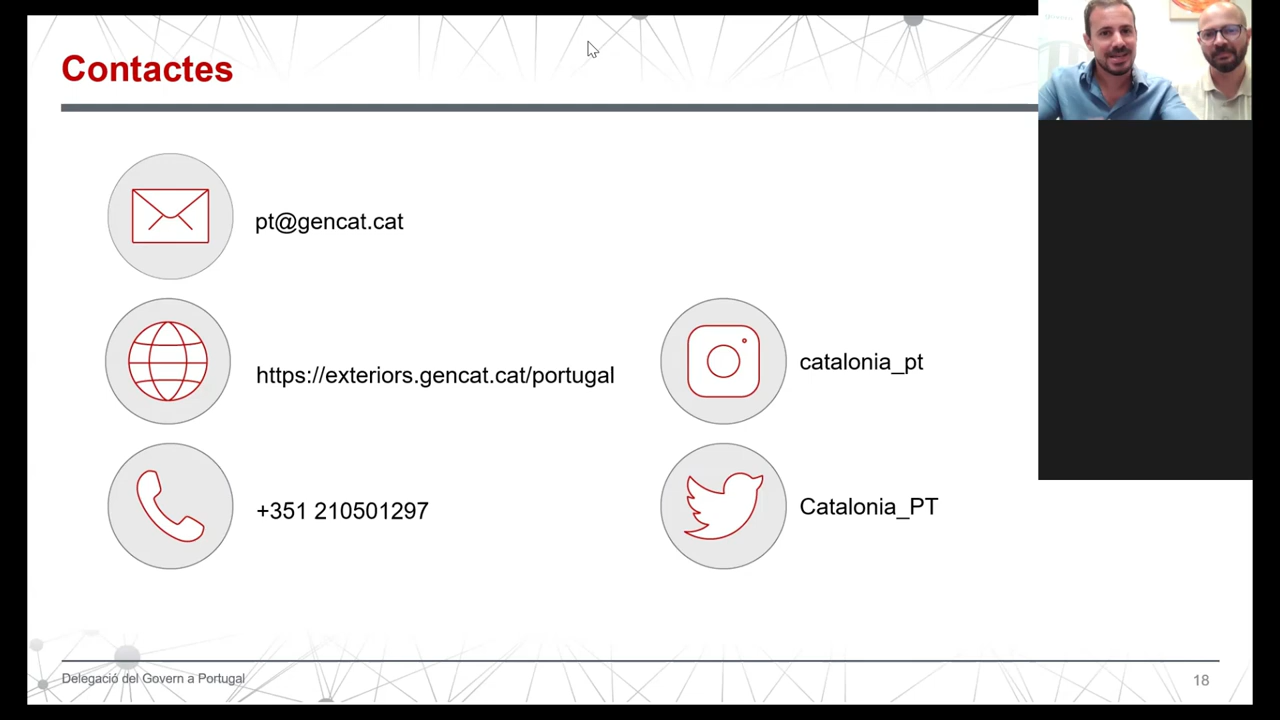 Contactes
pt@gencat.cat
https://exteriors.gencat.cat/portugal
+351 210501297
catalonia_pt
Catalonia_PT
Delegació del Govern a Portugal
18